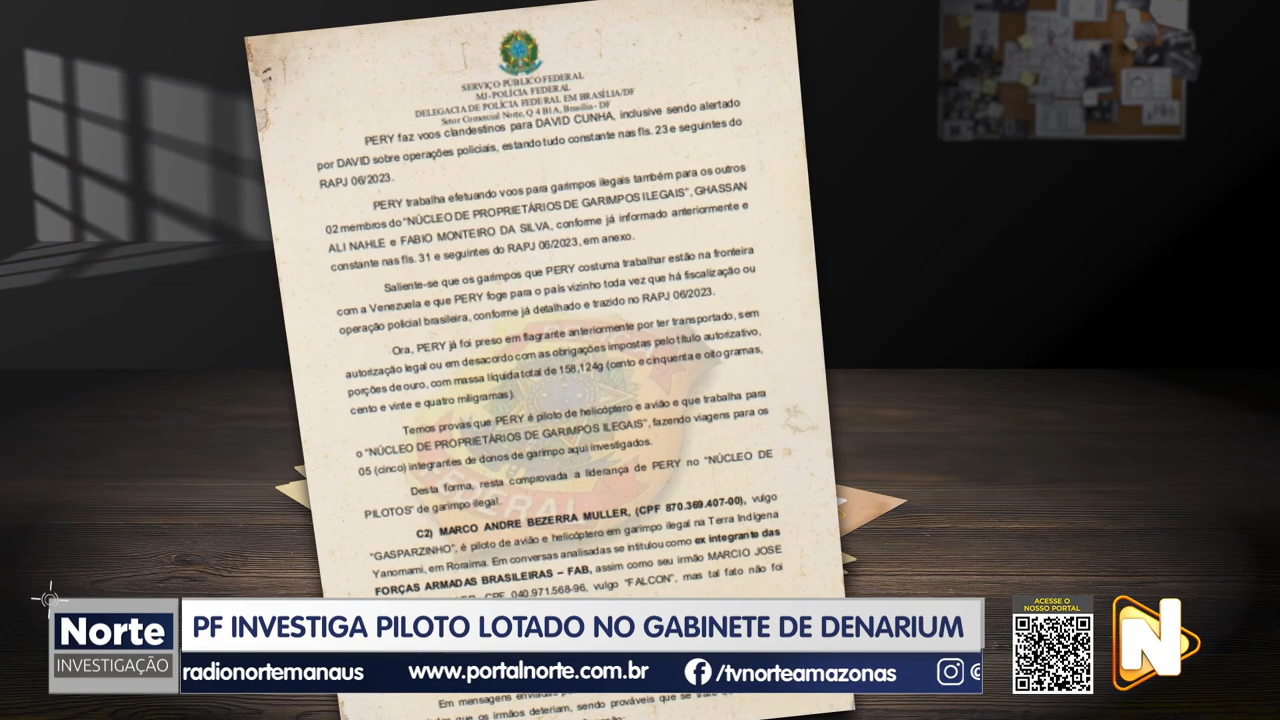 SERVIÇO PÚBLICO FEDERAL
MJ- POLÍCIA FEDERAL
DELEGACIA DE POLÍCIA FEDERAL EM BRASÍLIA/DF
Setor Comercial Norte, Q 4 Bl A, Brasília - DF
PERY faz voos clandestinos para DAVID CUNHA, inclusive sendo alertado
por DAVID sobre operações policiais, estando tudo constante nas fls. 23 e seguintes do
RAPJ 06/2023.
PERY trabalha efetuando voos para garimpos ilegais também para os outros
02 membros do "NÚCLEO DE PROPRIETÁRIOS DE GARIMPOS ILEGAIS", GHASSAN
ALI NAHLE e FABIO MONTEIRO DA SILVA, conforme já informado anteriormente e
constante nas fls. 31 e seguintes do RAPJ 06/2023, em anexo.
Saliente-se que os garimpos que PERY costuma trabalhar estão na fronteira
com a Venezuela e que PERY foge para o país vizinho toda vez que há fiscalização ou
operação policial brasileira, conforme já detalhado e trazido no RAPJ 06/2023.
Ora, PERY já foi preso em flagrante anteriormente por ter transportado, sem
autorização legal ou em desacordo com as obrigações impostas pelo título autorizativo,
porções de ouro, com massa líquida total de 158,124g (cento e cinquenta e oito gramas,
cento e vinte e quatro miligramas).
Temos provas que PERY é piloto de helicóptero e avião e que trabalha para
o "NÚCLEO DE PROPRIETÁRIOS DE GARIMPOS ILEGAIS", fazendo viagens para os
05 (cinco) integrantes de donos de garimpo aqui investigados.
Desta forma, resta comprovada a liderança de PERY no "NÚCLEO DE
PILOTOS" de garimpo ilegal.
C2) MARCO ANDRE BEZERRA MULLER, (CPF 870.369.407-00), vulgo
"GASPARZINHO", é piloto de avião e helicóptero em garimpo ilegal na Terra Indígena
Yanomami, em Roraima. Em conversas analisadas se intitulou como ex integrante das
FORÇAS ARMADAS BRASILEIRAS – FAB, assim como seu irmão MARCIO JOSE
CPF 040.971.568-96, vulgo "FALCON", mas tal fato não foi
Norte
INVESTIGAÇÃO
PF INVESTIGA PILOTO LOTADO NO GABINETE DE DENARIUM
radionortemanaus www.portalnorte.com.br /tvnorteamazonas
ACESSE O
NOSSO PORTAL
N
Em mensagens enviadas
que os irmãos deteriam, sendo prováveis que se